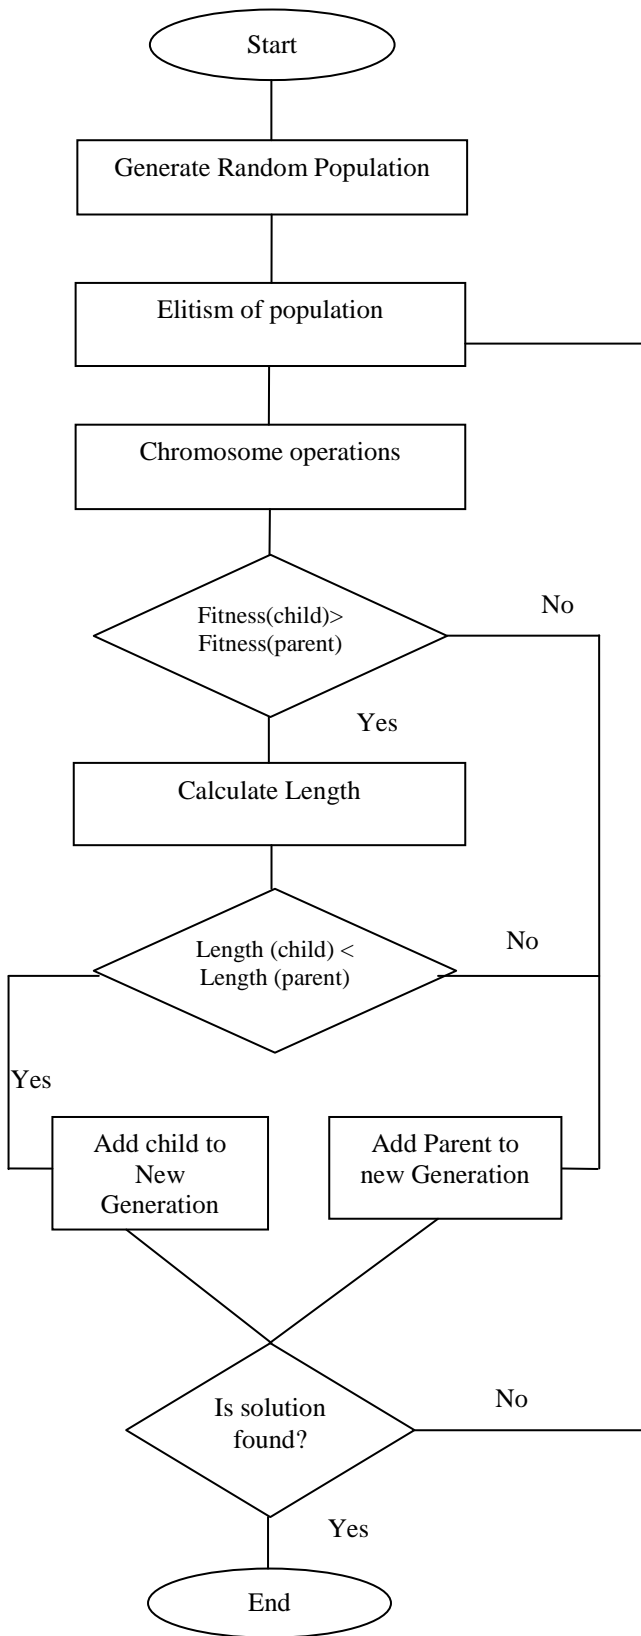 Start
Generate Random Population
Elitism of population
Chromosome operations
Fitness(child)>
Fitness(parent)
No
Yes
Calculate Length
Length (child) <
Length (parent)
No
Yes
Add child to
New
Generation
Add Parent to
new Generation
Is solution
found?
No
Yes
End